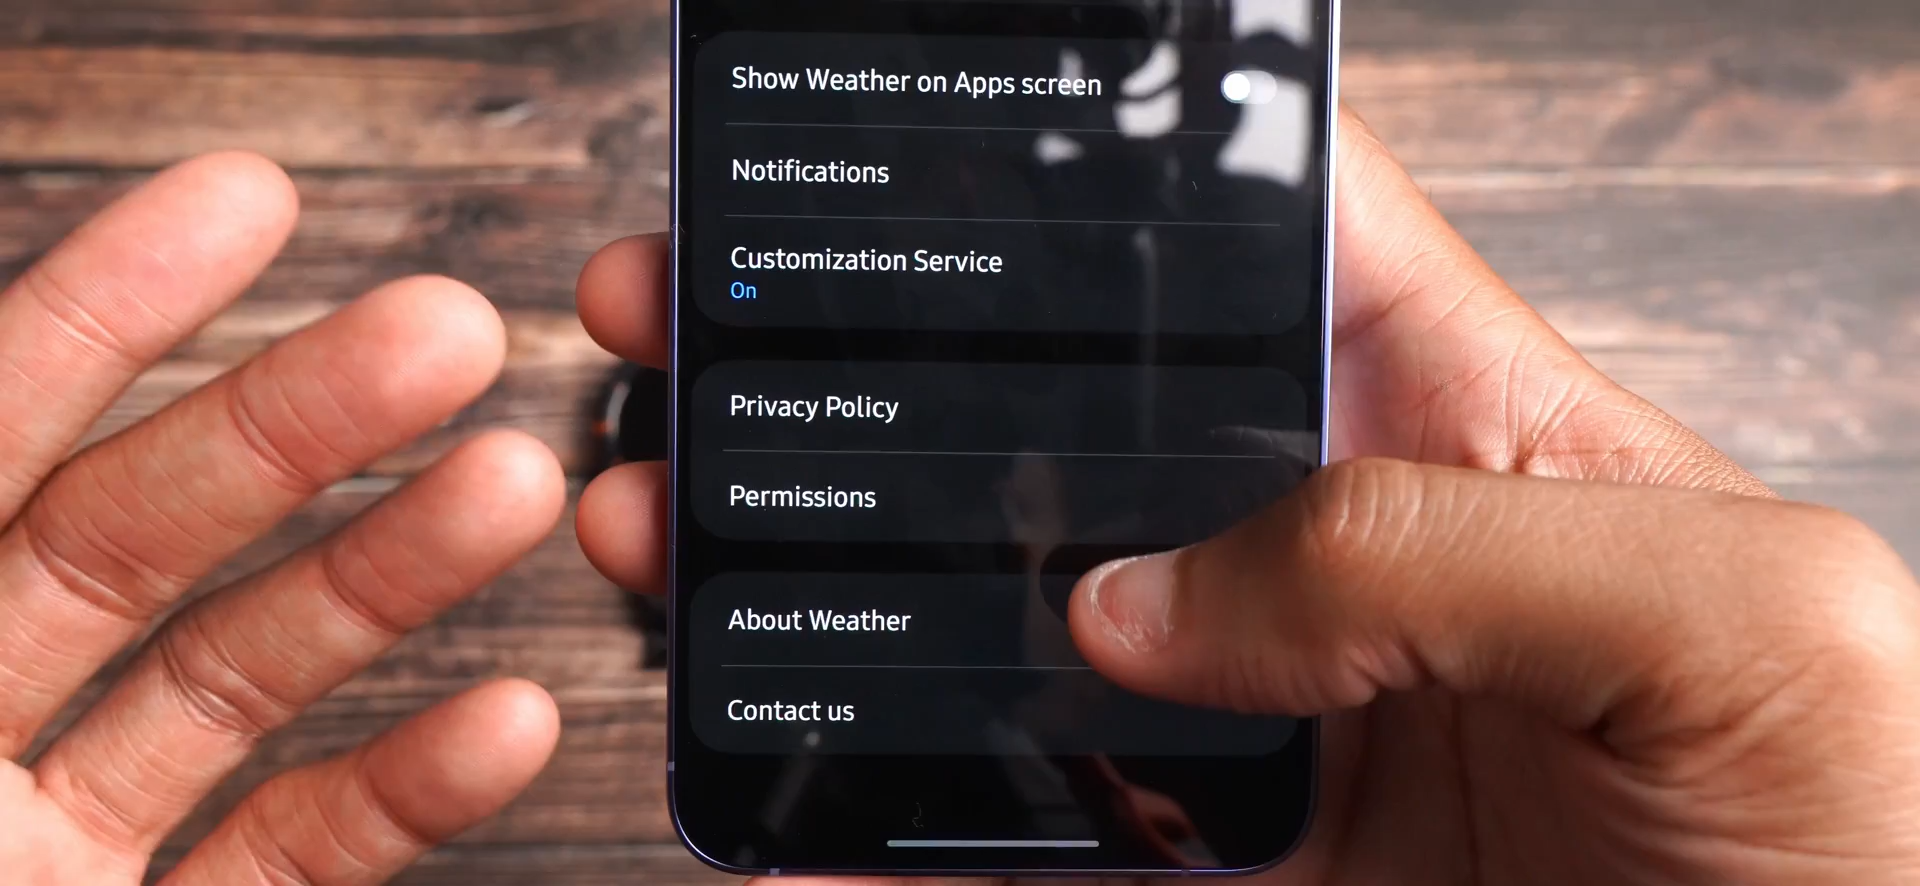 Show Weather on Apps screen
Notifications
Customization Service
On
Privacy Policy
Permissions
About Weather
Contact us